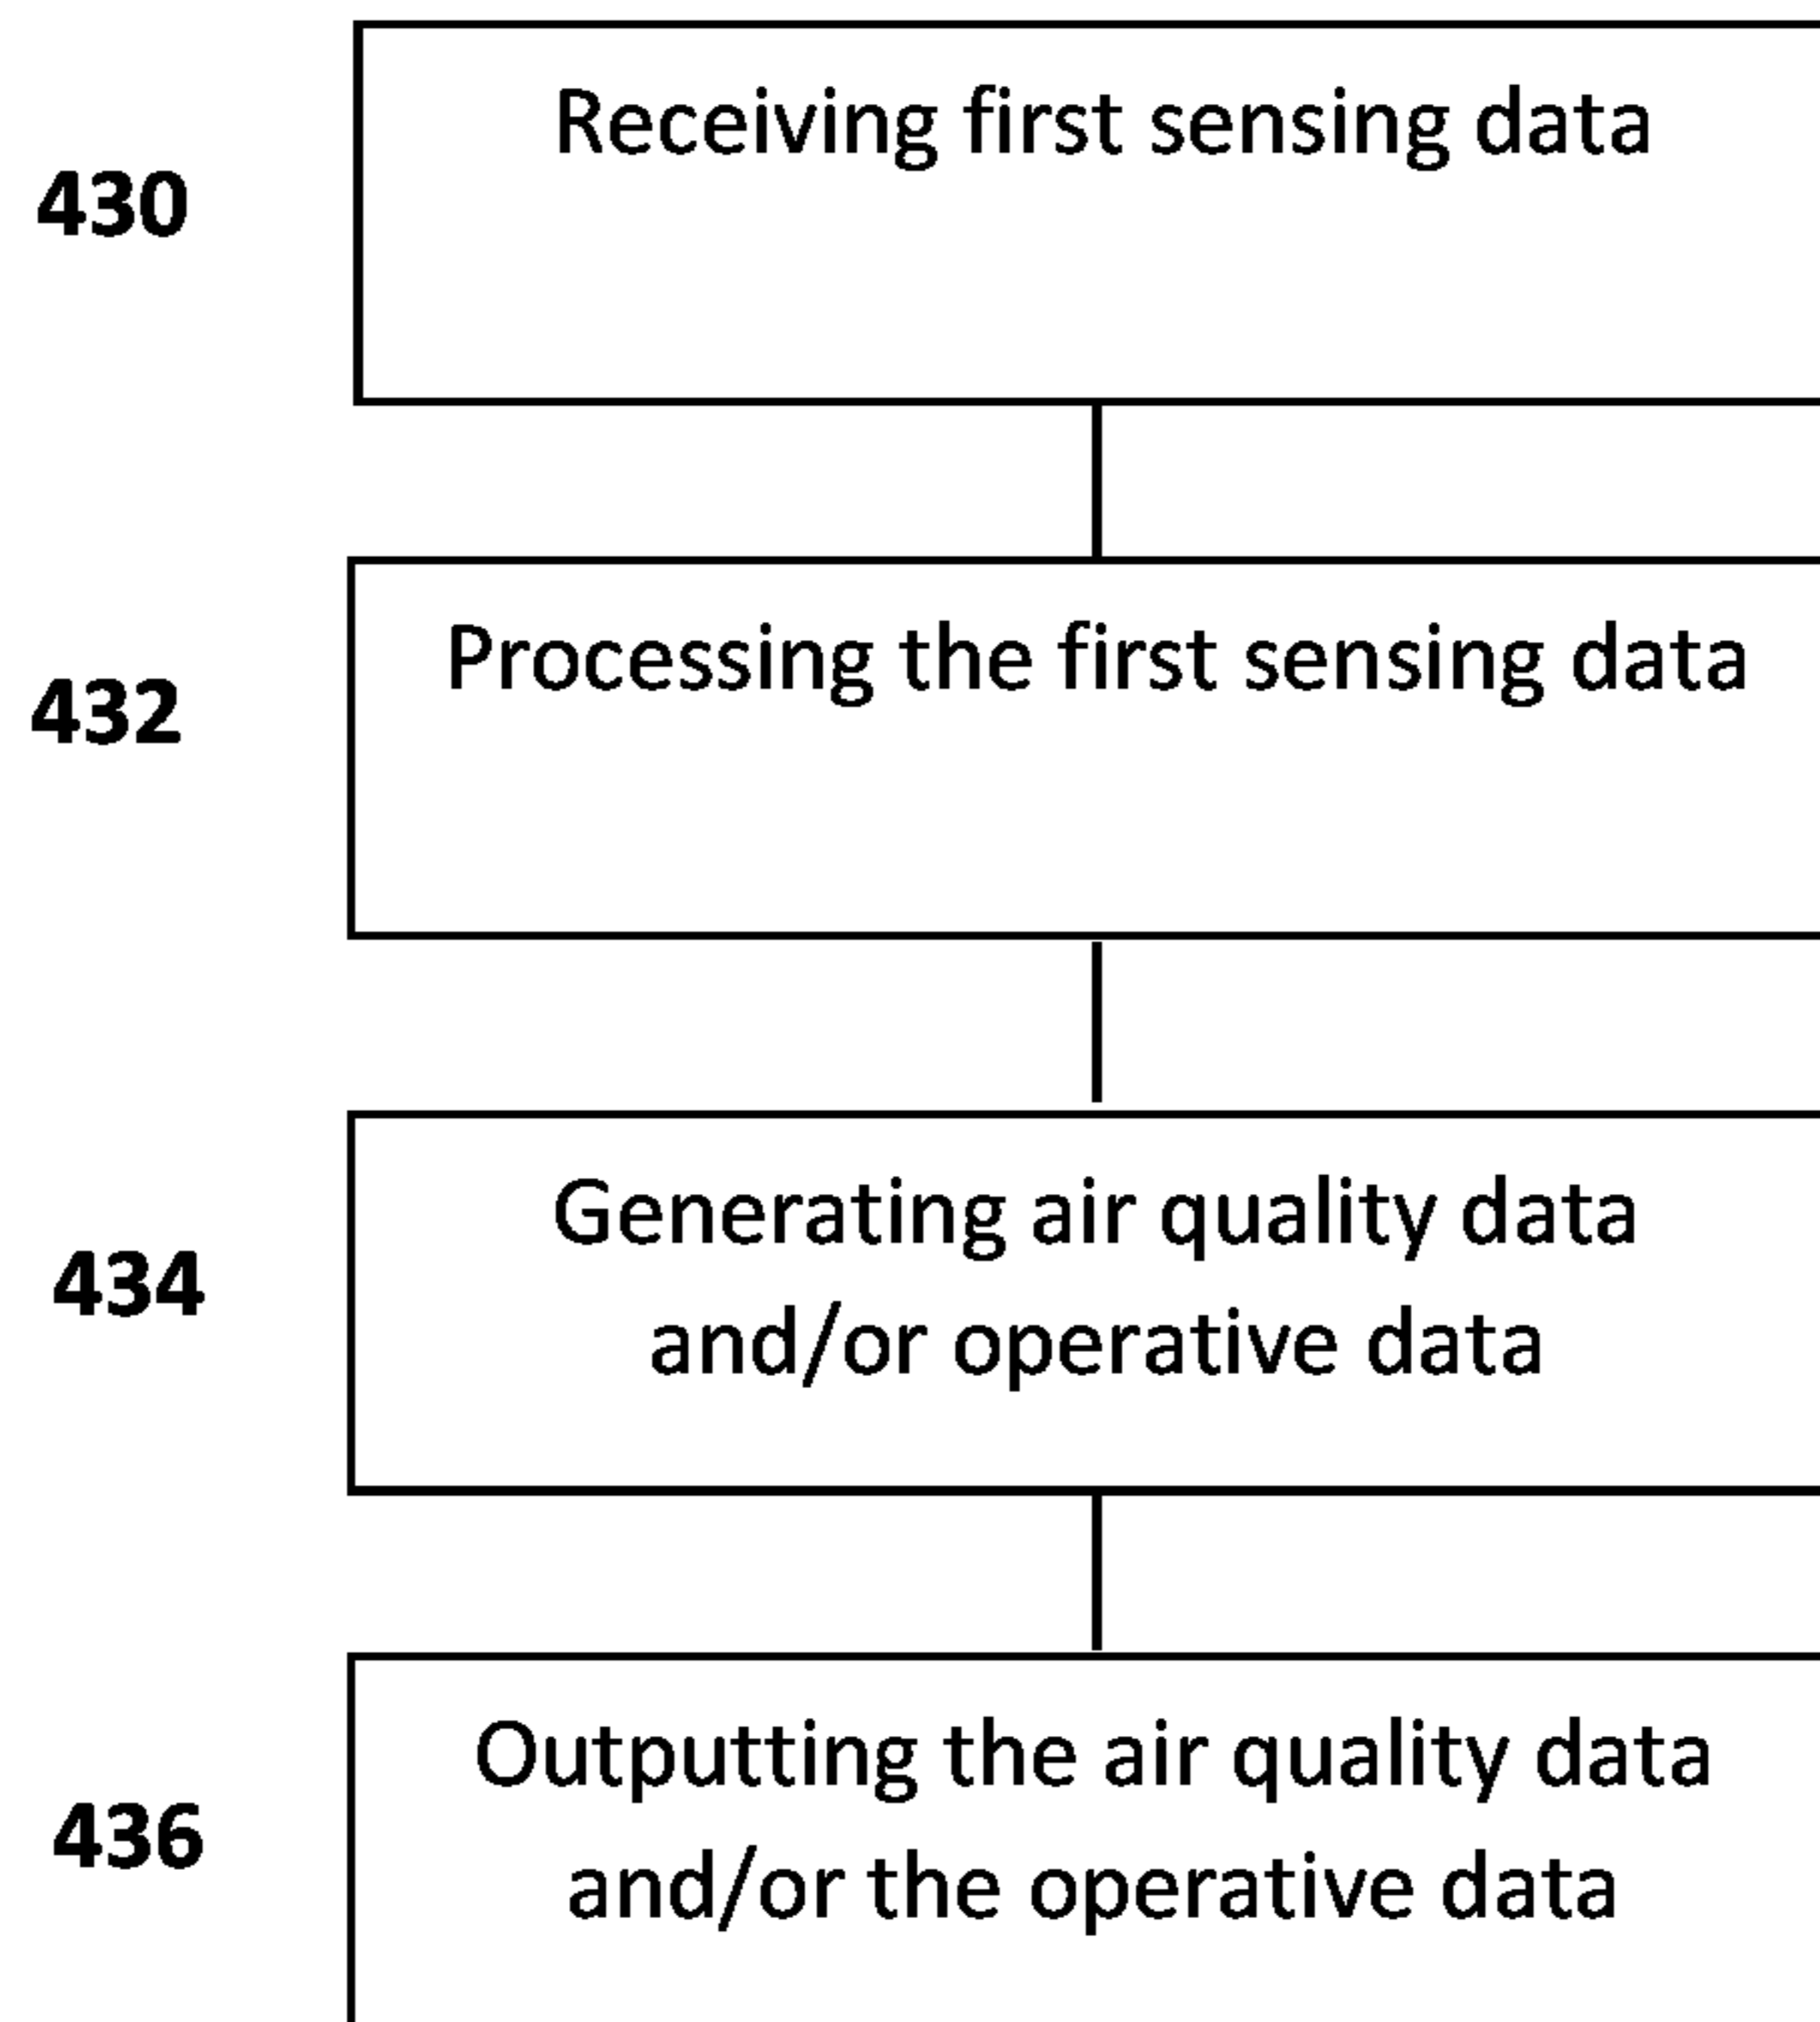 Receiving first sensing data
430
Processing the first sensing data
432
Generating air quality data
434
and/or operative data
Outputting the air quality data
436
and/or the operative data